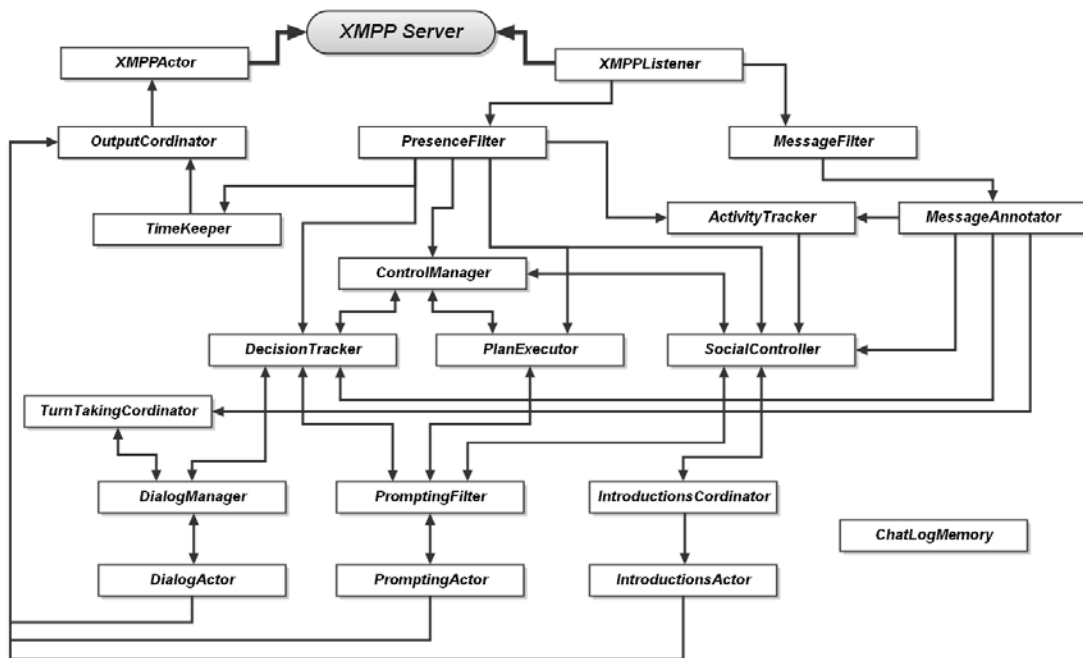 XMPP Server
XMPPActor
XMPPListener
OutputCordinator
PresenceFilter
MessageFilter
TimeKeeper
ActivityTracker
MessageAnnotator
ControlManager
DecisionTracker
PlanExecutor
SocialController
TurnTakingCordinator
DialogManager
PromptingFilter
IntroductionsCordinator
ChatLogMemory
DialogActor
PromptingActor
IntroductionsActor